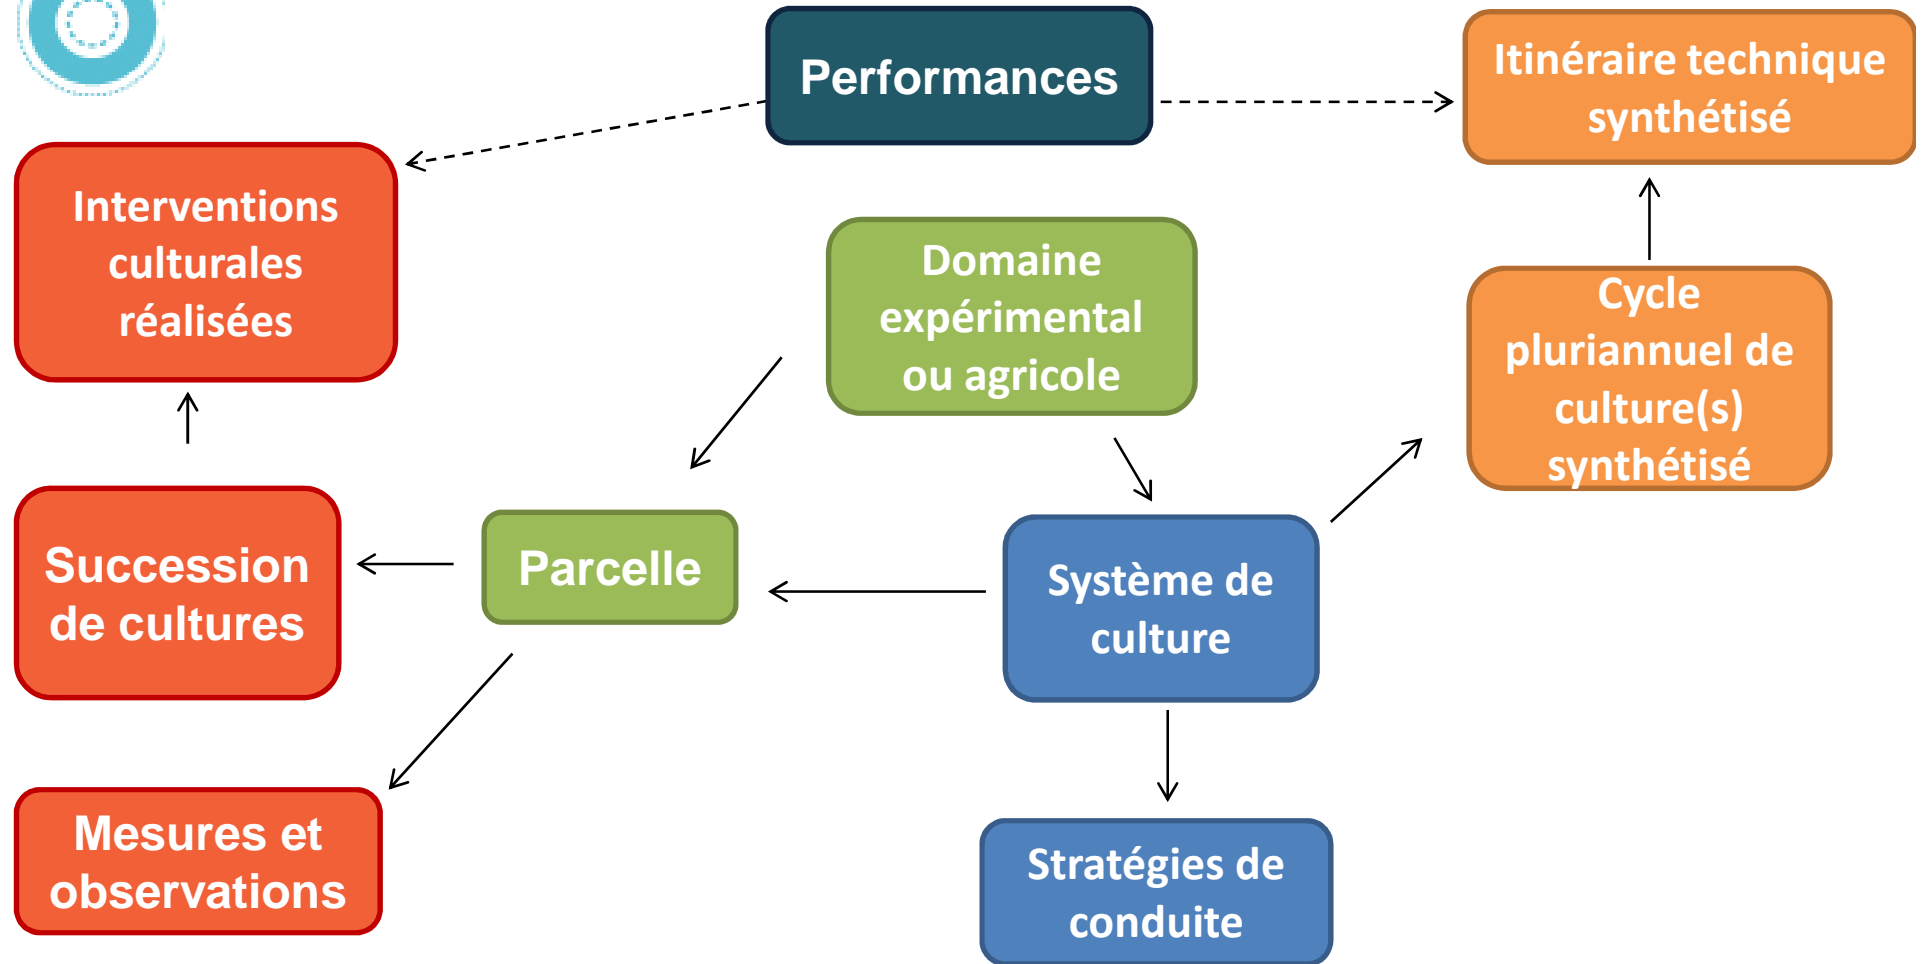 Performances
Itinéraire technique
synthétisé
Interventions
culturales
réalisées
Domaine
expérimental
ou agricole
Cycle
pluriannuel de
culture(s)
synthétisé
Succession
de cultures
Parcelle
Système de
culture
Mesures et
observations
Stratégies de
conduite